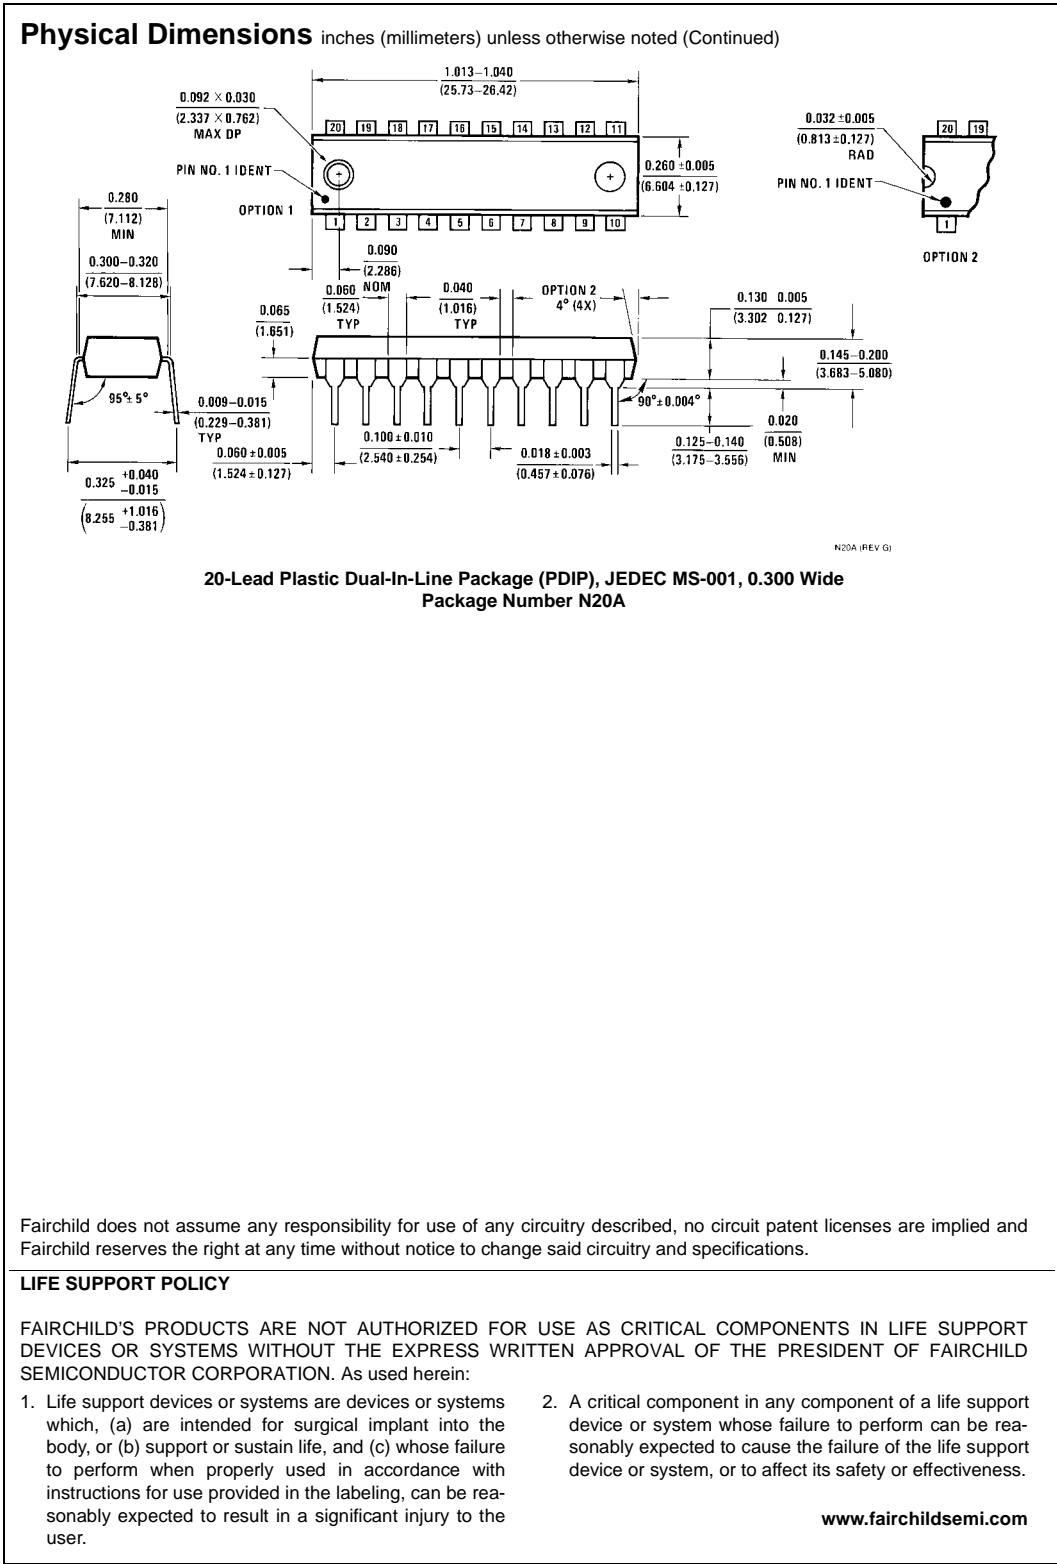 Physical Dimensions inches (millimeters) unless otherwise noted (Continued)
1.013–1.040
(25.73–26.42)
0.092 × 0.030
(2.337 × 0.762)
MAX DP
20 19 18 17 16 15 14 13 12 11
0.032 ±0.005
(0.813 ±0.127)
RAD
20 19
PIN NO. 1 IDENT
0.260 ±0.005
(6.604 ±0.127)
PIN NO. 1 IDENT
0.280
(7.112)
MIN
OPTION 1
1 2 3 4 5 6 7 8 9 10
1
OPTION 2
0.090
(2.286)
NOM
0.300–0.320
(7.620–8.128)
0.060
(1.524)
TYP
0.040
(1.016)
TYP
OPTION 2
4° (4X)
0.130 0.005
(3.302 0.127)
0.065
(1.651)
0.145–0.200
(3.683–5.080)
95°± 5°
0.009–0.015
(0.229–0.381)
TYP
90°±0.004°
0.020
(0.508)
MIN
0.100 ±0.010
(2.540 ±0.254)
0.125–0.140
(3.175–3.556)
0.060 ±0.005
(1.524 ±0.127)
0.018 ±0.003
(0.457 ±0.076)
0.325 +0.040
–0.015
(8.255 +1.016
–0.381)
N20A (REV G)
20-Lead Plastic Dual-In-Line Package (PDIP), JEDEC MS-001, 0.300 Wide
Package Number N20A
Fairchild does not assume any responsibility for use of any circuitry described, no circuit patent licenses are implied and
Fairchild reserves the right at any time without notice to change said circuitry and specifications.
LIFE SUPPORT POLICY
FAIRCHILD'S PRODUCTS ARE NOT AUTHORIZED FOR USE AS CRITICAL COMPONENTS IN LIFE SUPPORT
DEVICES OR SYSTEMS WITHOUT THE EXPRESS WRITTEN APPROVAL OF THE PRESIDENT OF FAIRCHILD
SEMICONDUCTOR CORPORATION. As used herein:
1. Life support devices or systems are devices or systems
which, (a) are intended for surgical implant into the
body, or (b) support or sustain life, and (c) whose failure
to perform when properly used in accordance with
instructions for use provided in the labeling, can be rea-
sonably expected to result in a significant injury to the
user.
2. A critical component in any component of a life support
device or system whose failure to perform can be rea-
sonably expected to cause the failure of the life support
device or system, or to affect its safety or effectiveness.
www.fairchildsemi.com